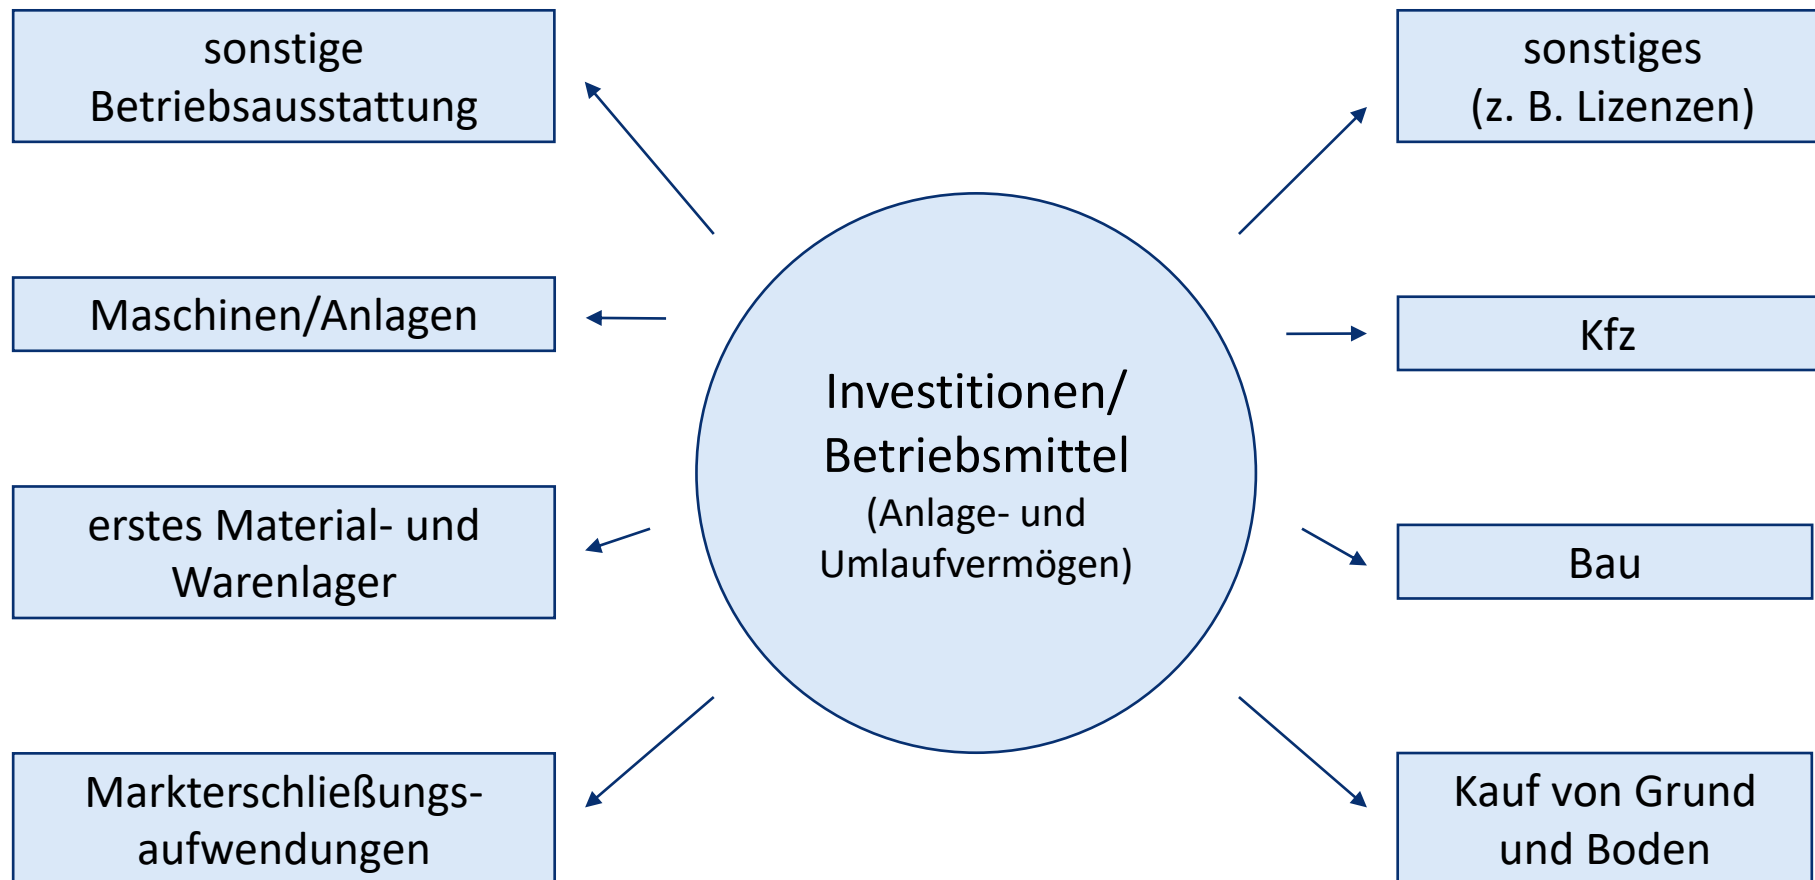 sonstige
Betriebsausstattung
sonstiges
(z. B. Lizenzen)
Maschinen/Anlagen
Kfz
Investitionen/
Betriebsmittel
(Anlage- und
Umlaufvermögen)
erstes Material- und
Warenlager
Bau
Markterschließungs-
aufwendungen
Kauf von Grund
und Boden